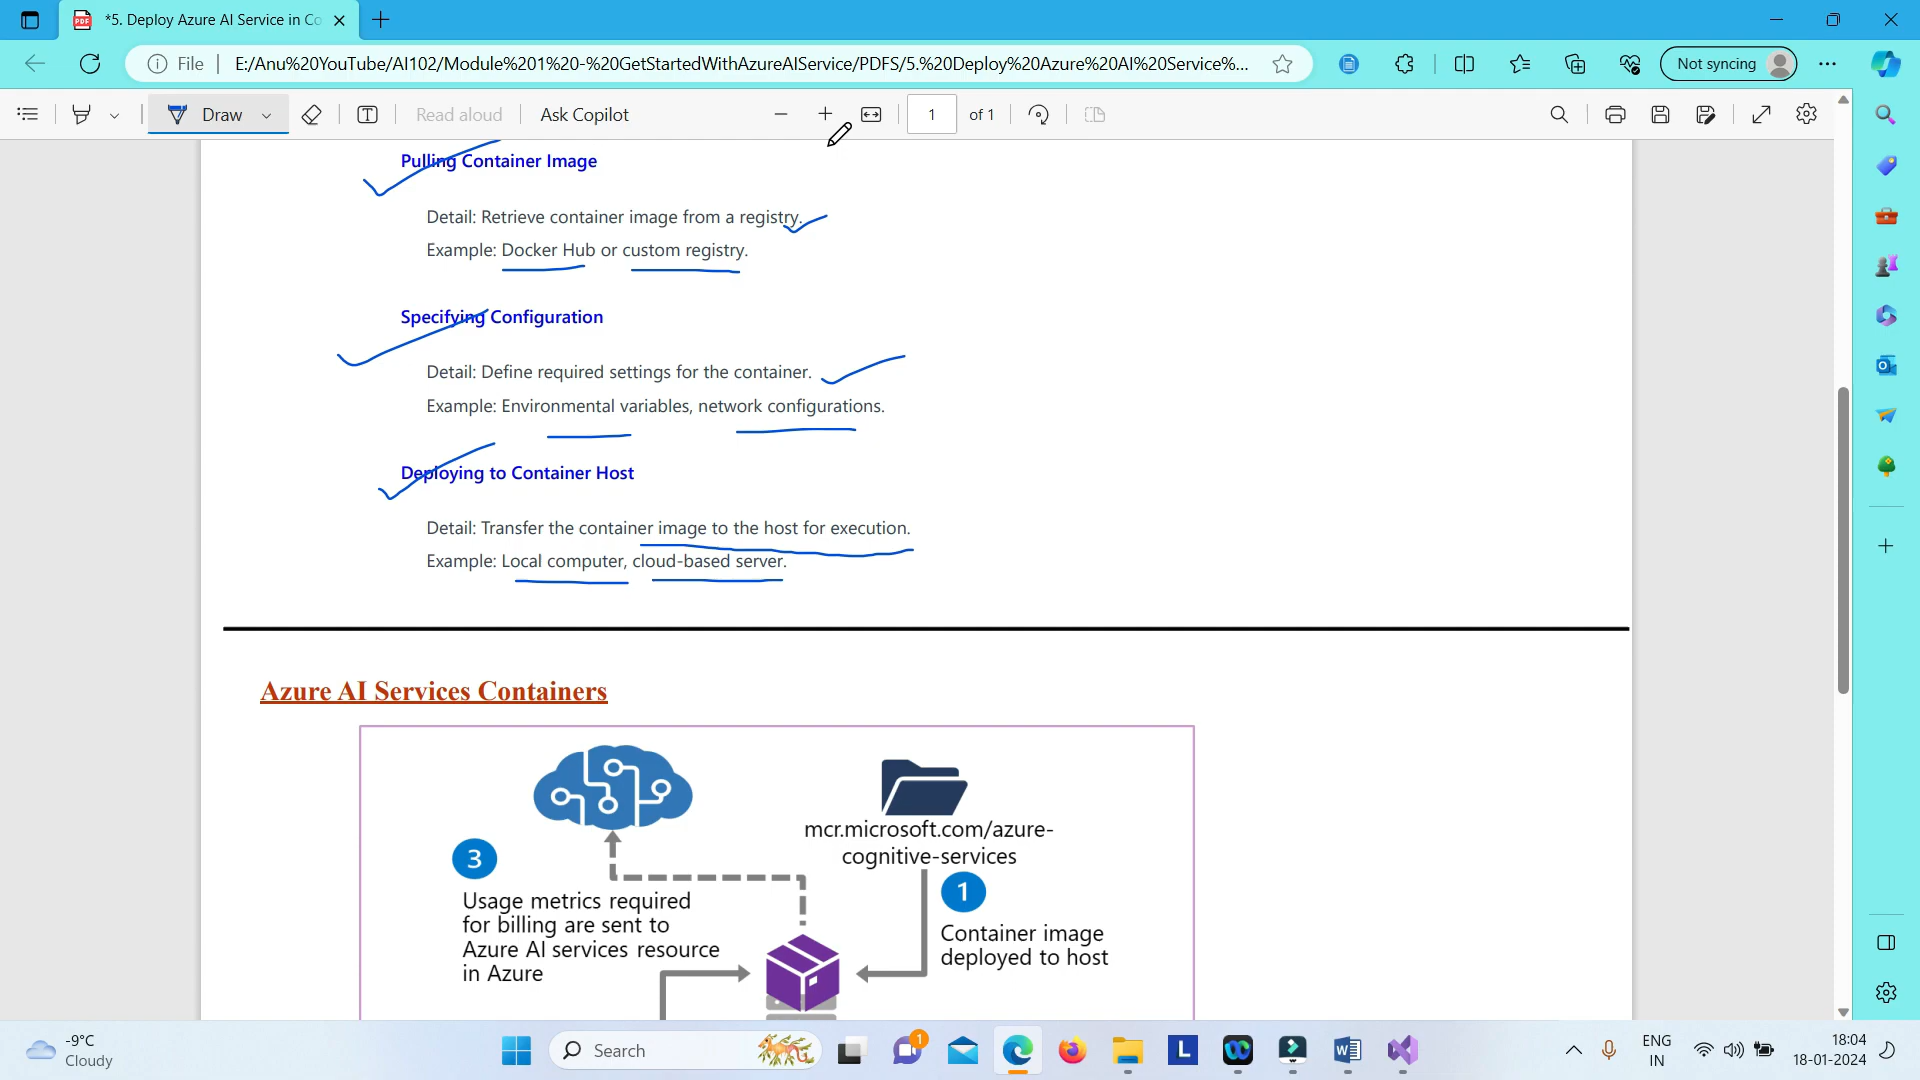 *5. Deploy Azure AI Service in Co
File
E:/Anu%20YouTube/AI102/Module%201%20-%20GetStartedWithAzureAIService/PDFS/5.%20Deploy%20Azure%20AI%20Service%...
Not syncing
Draw
Read aloud
Ask Copilot
1
of 1
Pulling Container Image
Detail: Retrieve container image from a registry.
Example: Docker Hub or custom registry.
Specifying Configuration
Detail: Define required settings for the container.
Example: Environmental variables, network configurations.
Deploying to Container Host
Detail: Transfer the container image to the host for execution.
Example: Local computer, cloud-based server.
Azure AI Services Containers
mcr.microsoft.com/azure-
cognitive-services
3
Usage metrics required
for billing are sent to
Azure AI services resource
in Azure
1
Container image
deployed to host
-9°C
Cloudy
Search
1
L
ENG
IN
18:04
18-01-2024